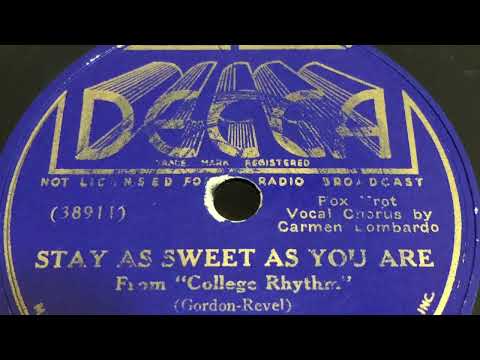 DECCA
TRADE MARK REGISTERED
NOT LICENSED FOR RADIO BROADCAST
(38911)
Fox Trot
Vocal Chorus by
Carmen Lombardo
STAY AS SWEET AS YOU ARE
From "College Rhythm"
(Gordon-Revel)
INC.